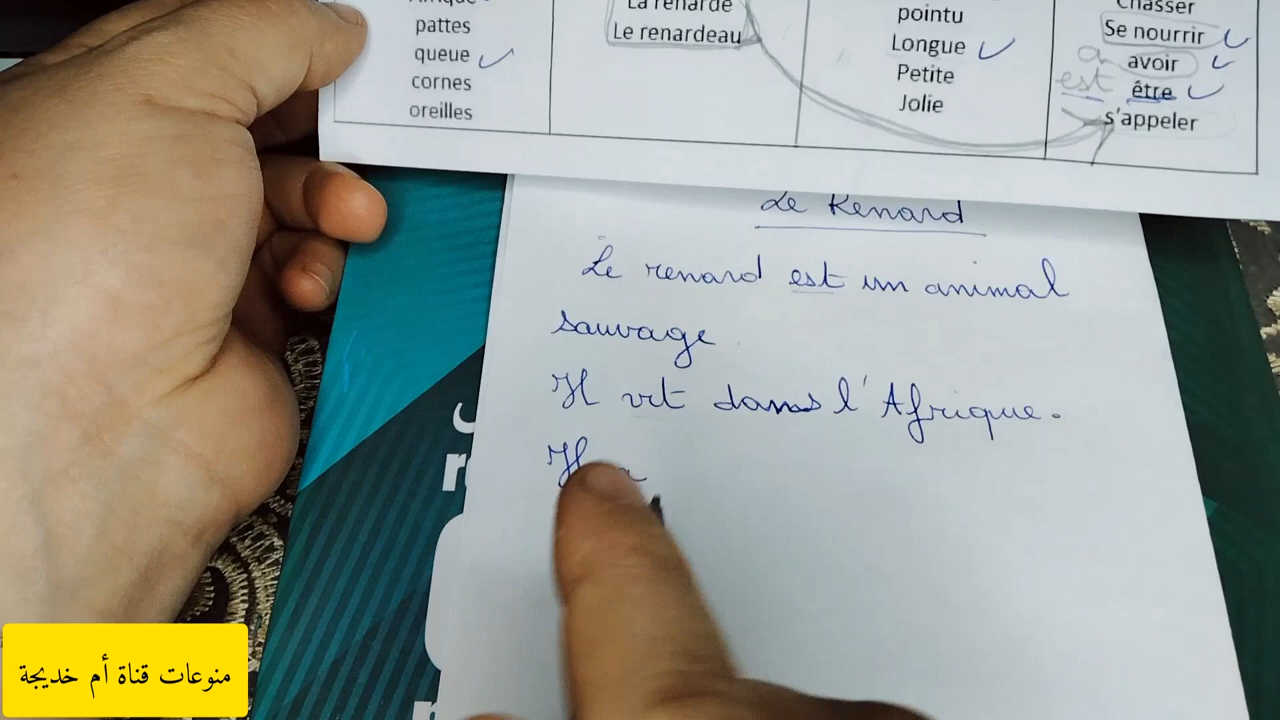 pattes
queue
cornes
oreilles
La renarde
Le renardeau
pointu
Longue
Petite
Jolie
Chasser
Se nourrir
a avoir
est être
s'appeler
Le Renard
Le renard est un animal
sauvage
Il vit dans l'Afrique.
Il a
منوعات قناة أم خديجة